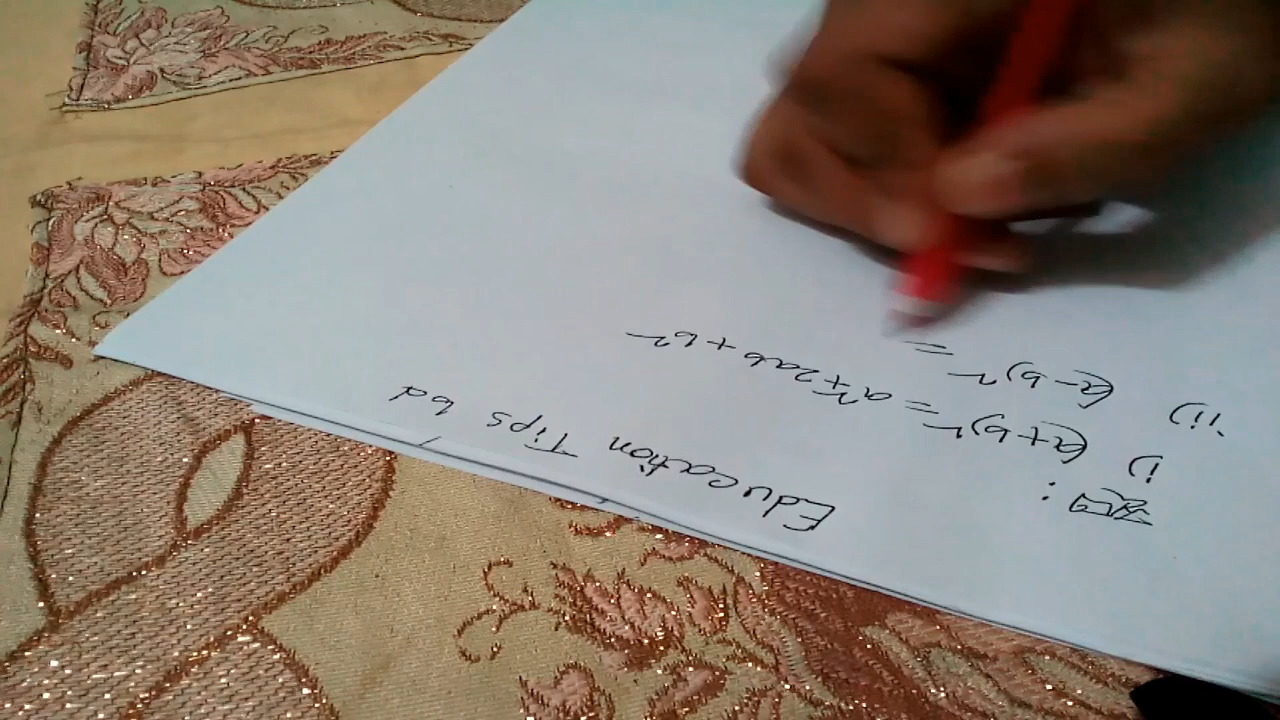 Education Tips bd
সূত্র :
i) (a+b)² = a²+2ab+b²
ii) (a-b)² =